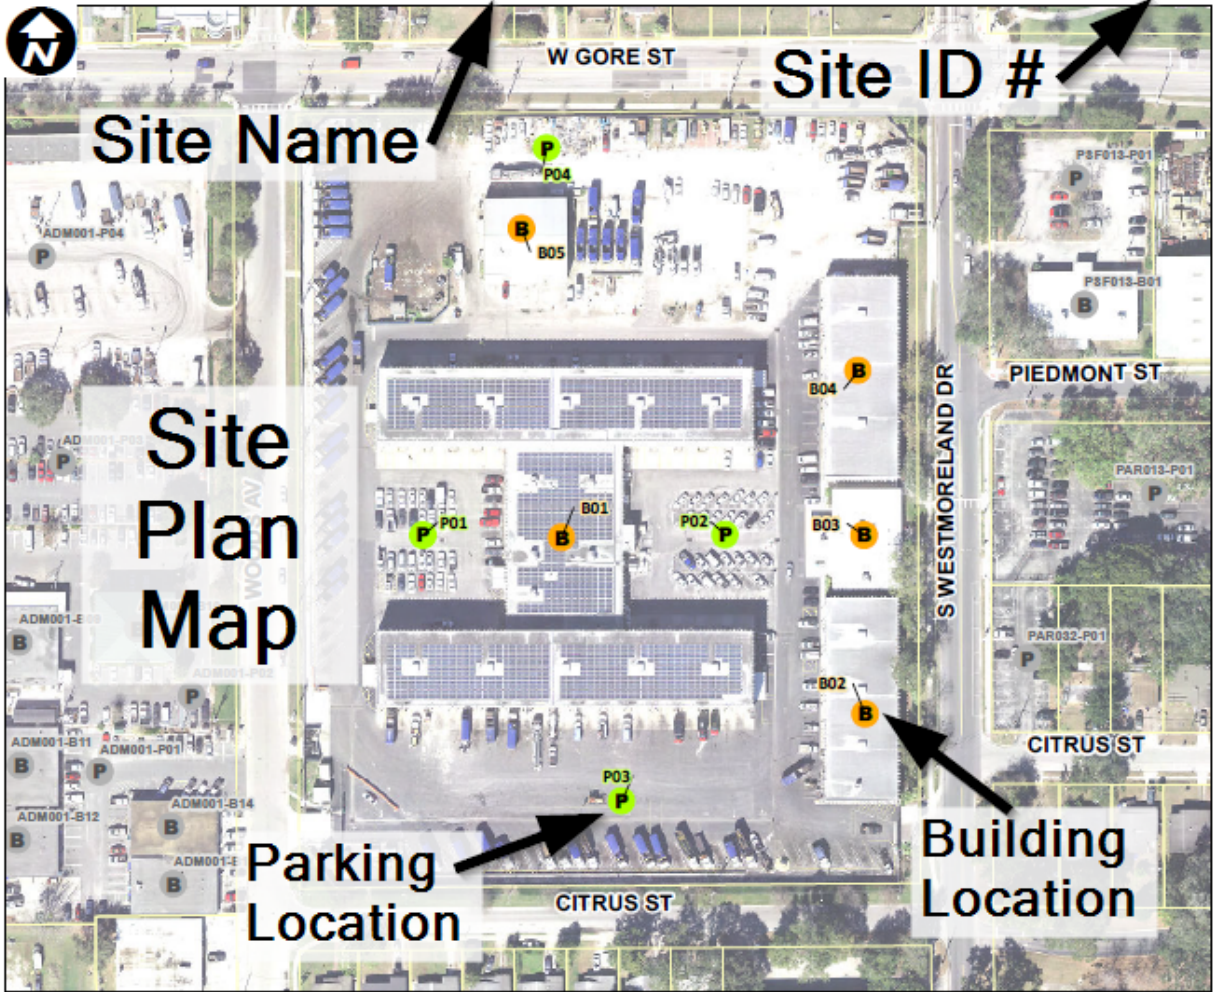 N
W GORE ST
Site ID #
Site Name
P
P04
PSF013-P01
P
ADM001-P04
P
B
B05
PSF013-B01
B
B
B04
PIEDMONT ST
S WESTMORELAND DR
Site
Plan
Map
P
PAR013-P01
P
P01
P
B01
B
P02
P
B03
B
B
PAR032-P01
P
P
B02
B
CITRUS ST
ADM001-B11
B
ADM001-P01
P
P03
P
ADM001-B14
B
ADM001-B12
B
B
Parking
Location
Building
Location
CITRUS ST